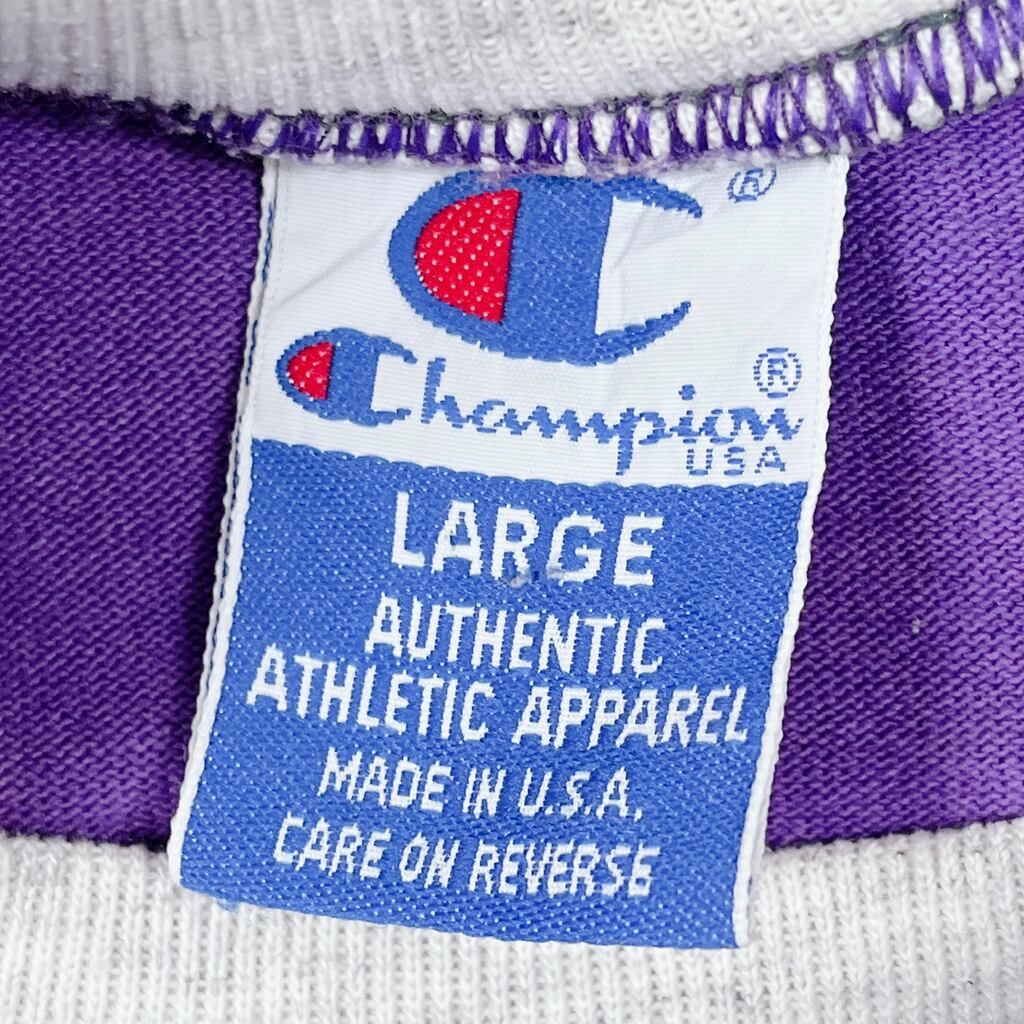 ®
Champion ®
USA
LARGE
AUTHENTIC
ATHLETIC APPAREL
MADE IN U.S.A.
CARE ON REVERSE